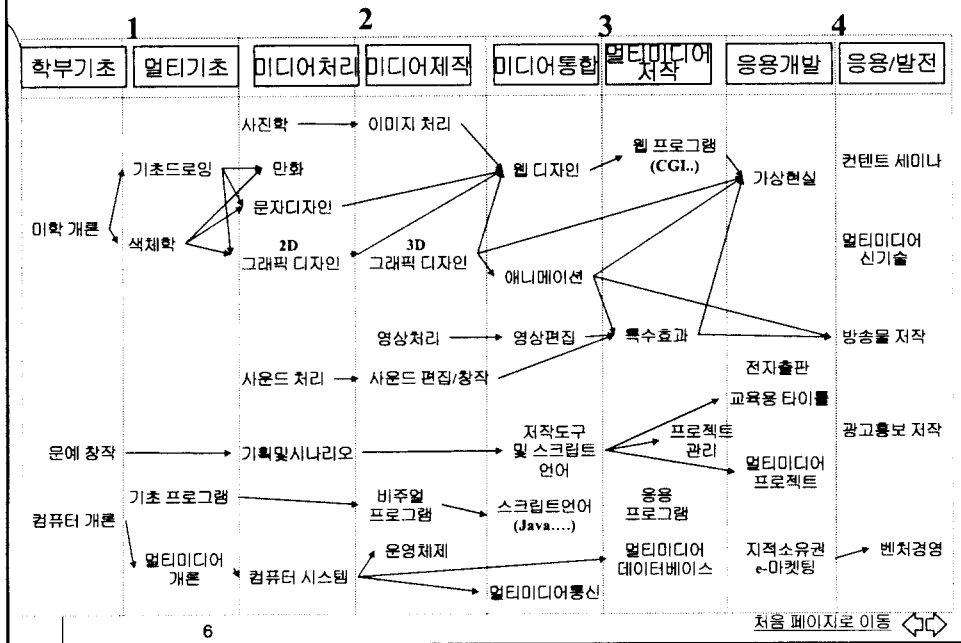 1 2 3 4
학부기초 멀티기초 미디어처리 미디어제작 미디어통합 멀티미디어 저작 응용개발 응용/발전
사진학 이미지 처리
기초드로잉 만화 웹 디자인 웹 프로그램 컨텐트 세미나
(CGI..) 가상현실
미학 개론 색체학 문자디자인
2D 3D 멀티미디어
그래픽 디자인 그래픽 디자인 신기술
애니메이션
영상처리 영상편집 특수효과 방송물 저작
전자출판
사운드 처리 사운드 편집/창작
교육용 타이틀
저작도구 프로젝트 광고홍보 저작
문예 창작 기획및시나리오 및 스크립트 관리
언어 멀티미디어
프로젝트
기초 프로그램 비주얼 스크립트언어 응용
프로그램 (Java....) 프로그램
컴퓨터 개론
운영체제 멀티미디어 지적소유권 벤처경영
멀티미디어 데이터베이스 e-마켓팅
개론 컴퓨터 시스템 멀티미디어통신
6 처음 페이지로 이동